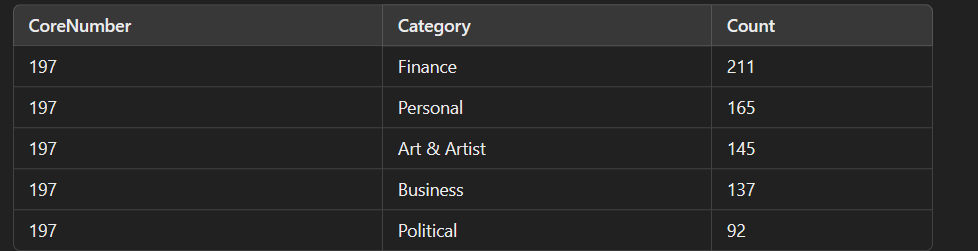 CoreNumber Category Count
197 Finance 211
197 Personal 165
197 Art & Artist 145
197 Business 137
197 Political 92